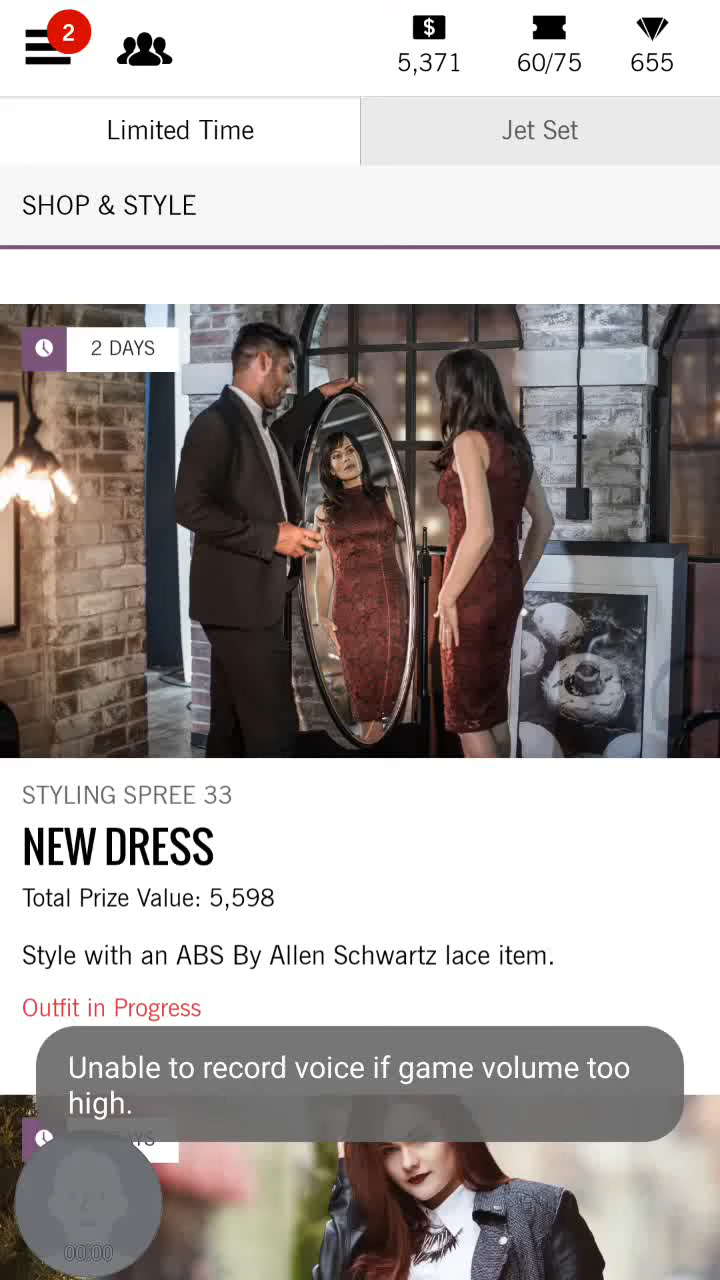 2
$
5,371
60/75
655
Limited Time
Jet Set
SHOP & STYLE
2 DAYS
STYLING SPREE 33
NEW DRESS
Total Prize Value: 5,598
Style with an ABS By Allen Schwartz lace item.
Outfit in Progress
Unable to record voice if game volume too
high.
00:00